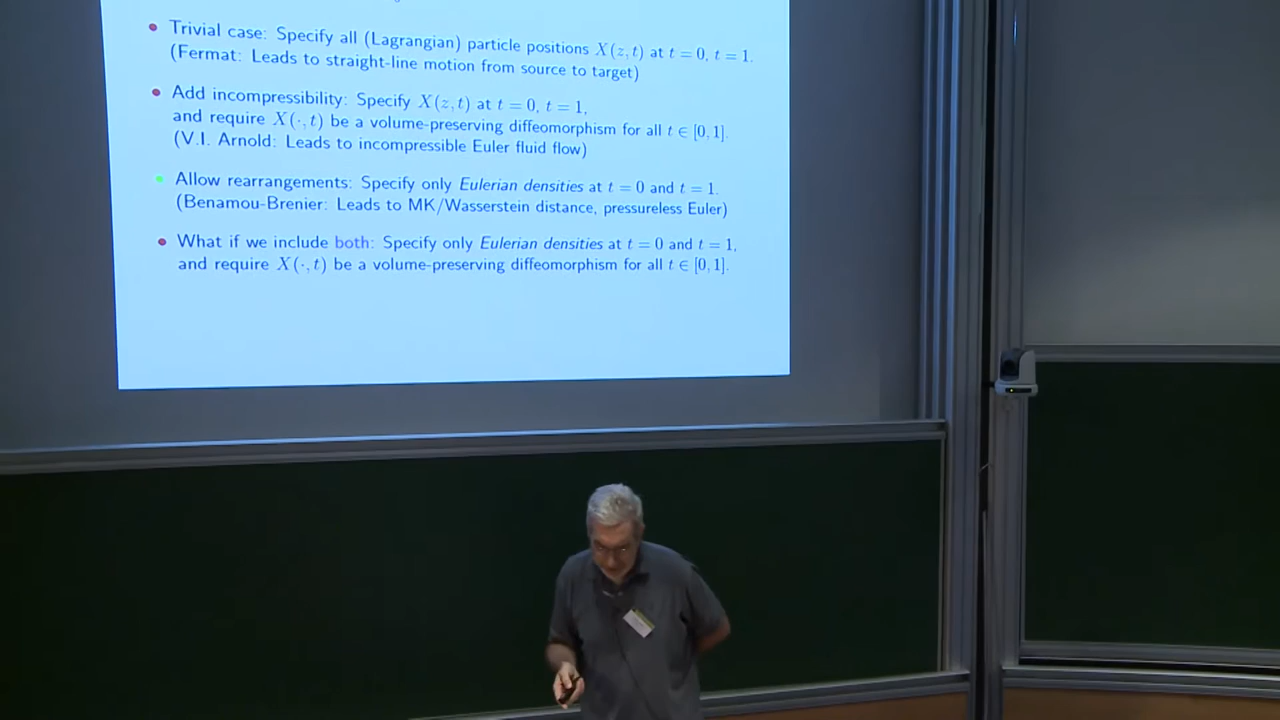 • Trivial case: Specify all (Lagrangian) particle positions X(z, t) at t = 0, t = 1.
(Fermat: Leads to straight-line motion from source to target)
• Add incompressibility: Specify X(z, t) at t = 0, t = 1,
and require X(·, t) be a volume-preserving diffeomorphism for all t ∈ [0, 1].
(V.I. Arnold: Leads to incompressible Euler fluid flow)
• Allow rearrangements: Specify only Eulerian densities at t = 0 and t = 1.
(Benamou-Brenier: Leads to MK/Wasserstein distance, pressureless Euler)
• What if we include both: Specify only Eulerian densities at t = 0 and t = 1,
and require X(·, t) be a volume-preserving diffeomorphism for all t ∈ [0, 1].